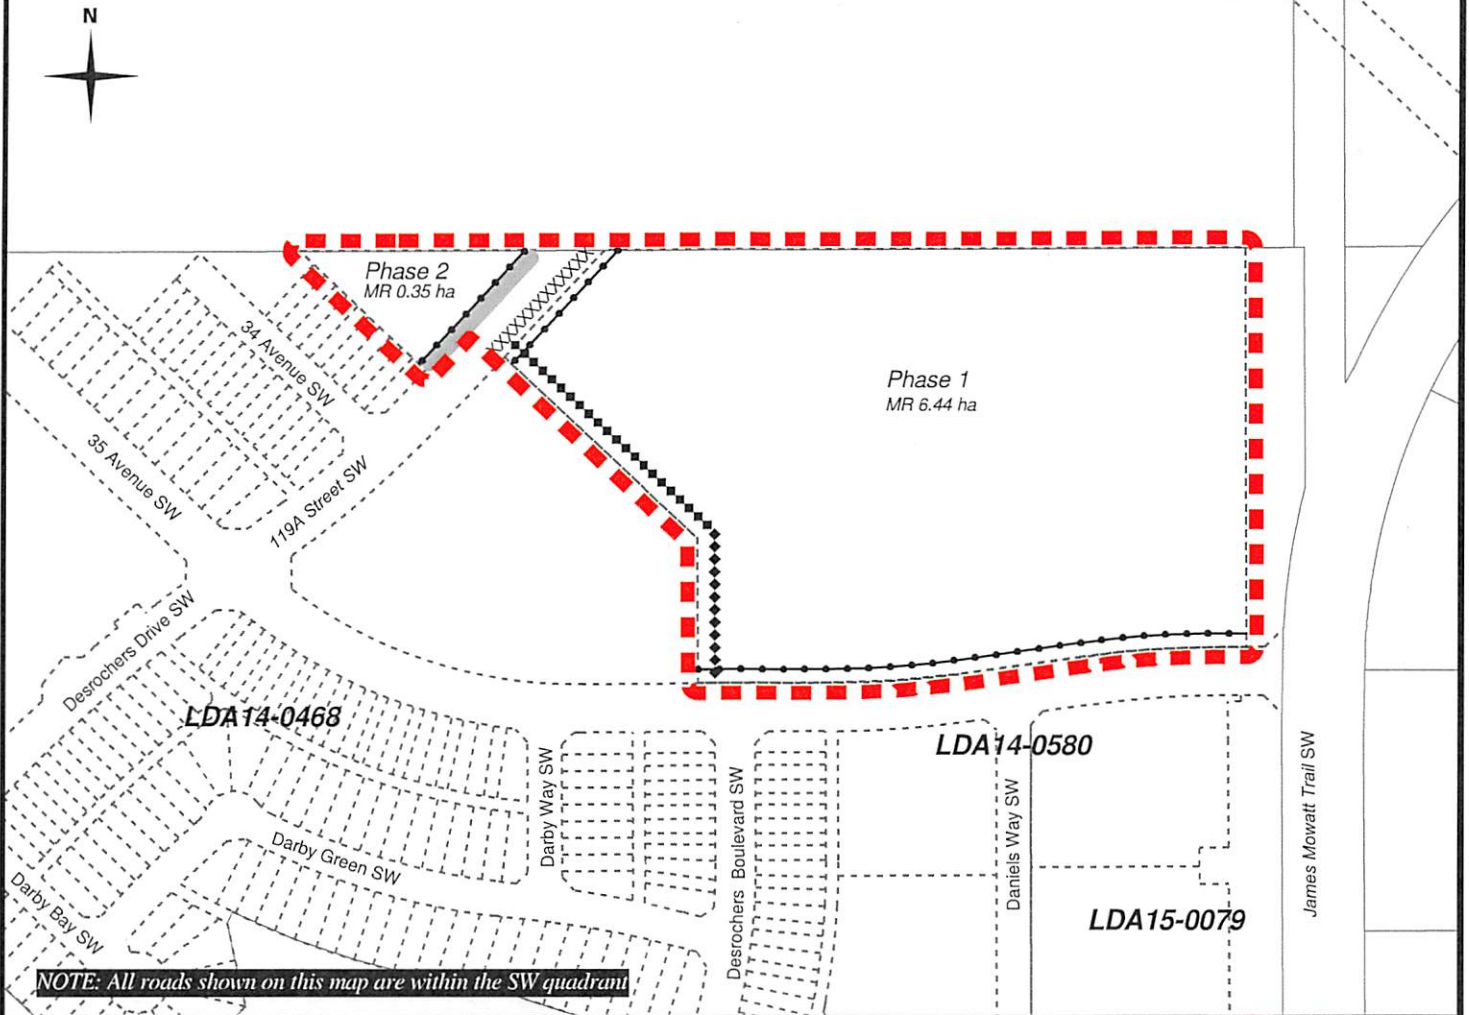 N
Phase 2
MR 0.35 ha
Phase 1
MR 6.44 ha
34 Avenue SW
35 Avenue SW
119A Street SW
Desrochers Drive SW
LDA14-0468
LDA14-0580
Darby Way SW
Desrochers Boulevard SW
Daniels Way SW
James Mowatt Trail SW
Darby Green SW
Darby Bay SW
LDA15-0079
NOTE: All roads shown on this map are within the SW quadrant